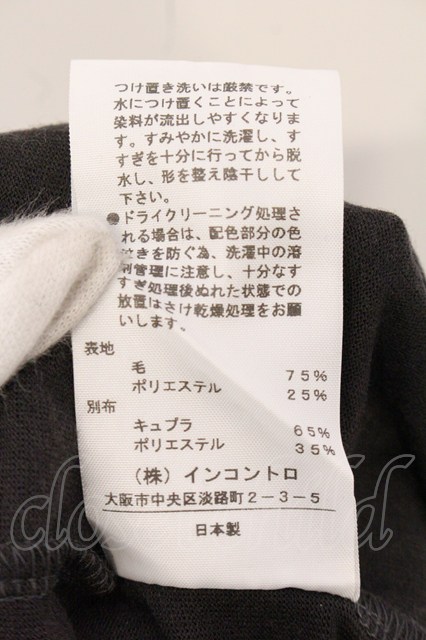 つけ置き洗いは厳禁です。
水につけ置くことによって
染料が流出しやすくなりま
す。すみやかに洗濯し、す
すぎを十分に行ってから脱
水し、形を整え陰干しして
下さい。
●ドライクリーニング処理さ
れる場合は、配色部分の色
泣きを防ぐ為、洗濯中の溶
剤管理に注意し、十分なす
すぎ処理後ぬれた状態での
放置はさけ乾燥処理をお願
いします。
表地
毛 75%
ポリエステル 25%
別布
キュプラ 65%
ポリエステル 35%
(株) インコントロ
大阪市中央区淡路町2-3-5
日本製